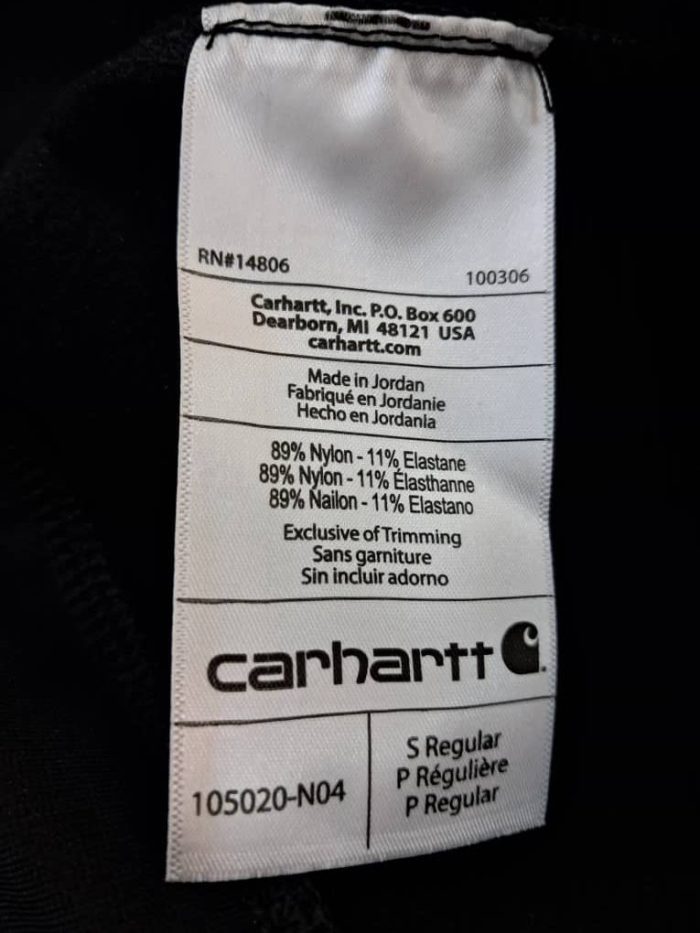 RN#14806
100306
Carhartt, Inc. P.O. Box 600
Dearborn, MI 48121 USA
carhartt.com
Made in Jordan
Fabriqué en Jordanie
Hecho en Jordania
89% Nylon - 11% Elastane
89% Nylon - 11% Élasthanne
89% Nailon - 11% Elastano
Exclusive of Trimming
Sans garniture
Sin incluir adorno
carhartt
105020-N04
S Regular
P Régulière
P Regular